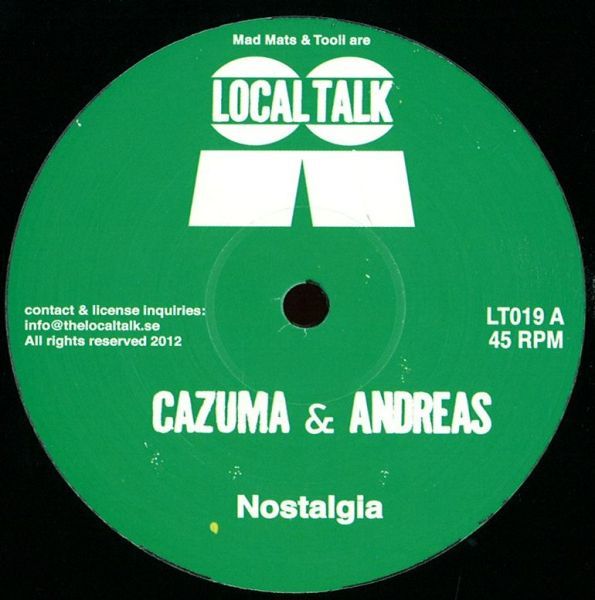 Mad Mats & Tooli are
LOCAL TALK
contact & license inquiries:
info@thelocaltalk.se
All rights reserved 2012
LT019 A
45 RPM
CAZUMA & ANDREAS
Nostalgia